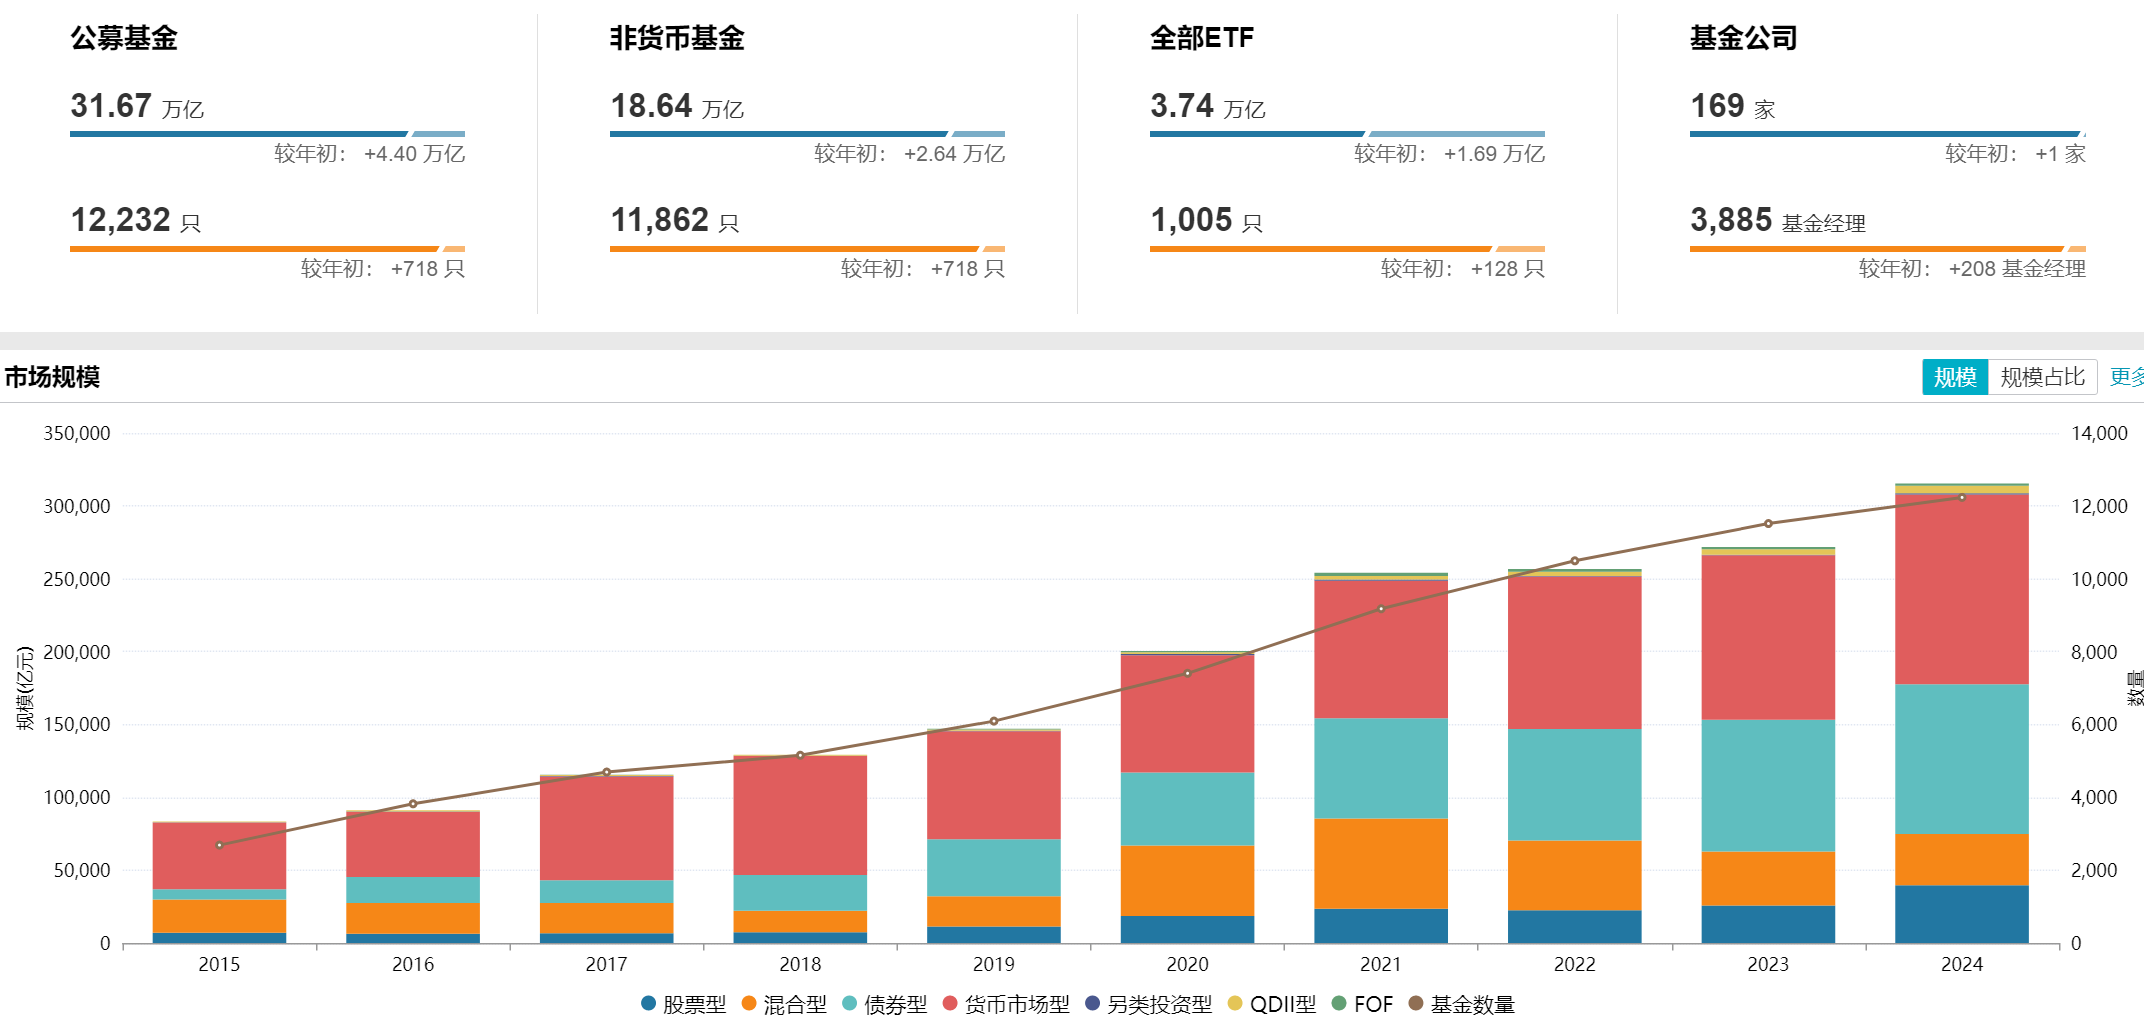 公募基金
31.67 万亿
较年初： +4.40 万亿
12,232 只
较年初： +718 只
非货币基金
18.64 万亿
较年初： +2.64 万亿
11,862 只
较年初： +718 只
全部ETF
3.74 万亿
较年初： +1.69 万亿
1,005 只
较年初： +128 只
基金公司
169 家
较年初： +1 家
3,885 基金经理
较年初： +208 基金经理
市场规模
规模 规模占比 更多
规模(亿元)
350,000
300,000
250,000
200,000
150,000
100,000
50,000
0
14,000
12,000
10,000
8,000
6,000
4,000
2,000
0
数量
2015 2016 2017 2018 2019 2020 2021 2022 2023 2024
股票型 混合型 债券型 货币市场型 另类投资型 QDII型 FOF 基金数量